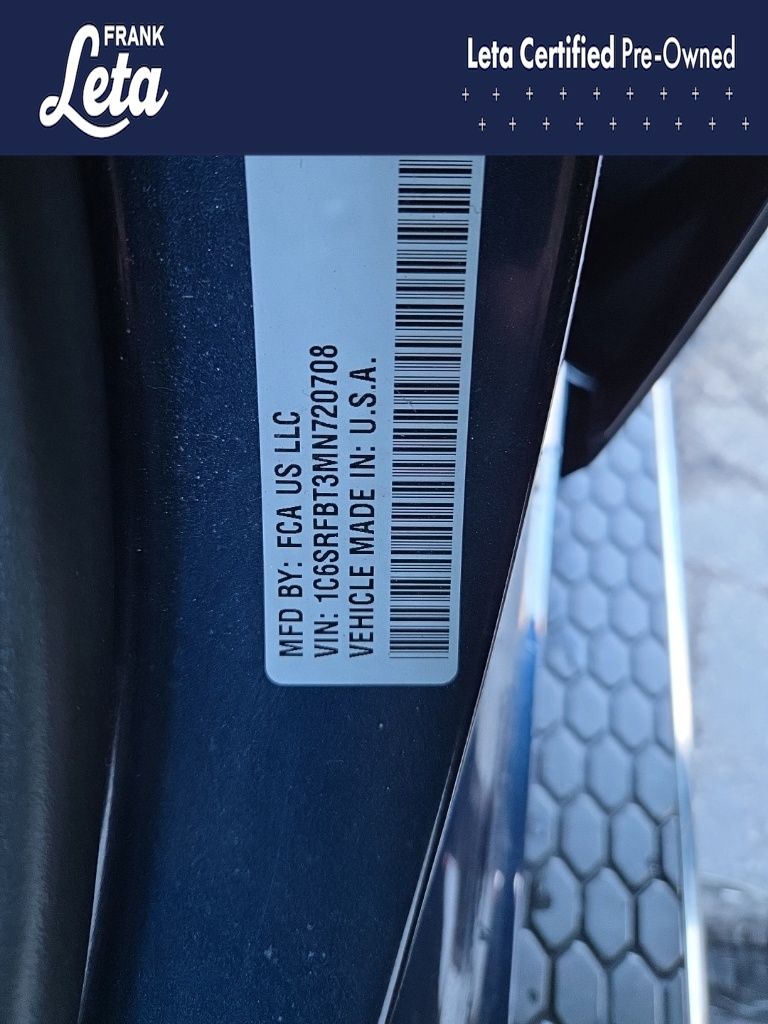 FRANK
Leta
Leta Certified Pre-Owned
MFD BY: FCA US LLC
VIN: 1C6SRFBT3MN720708
VEHICLE MADE IN: U.S.A.